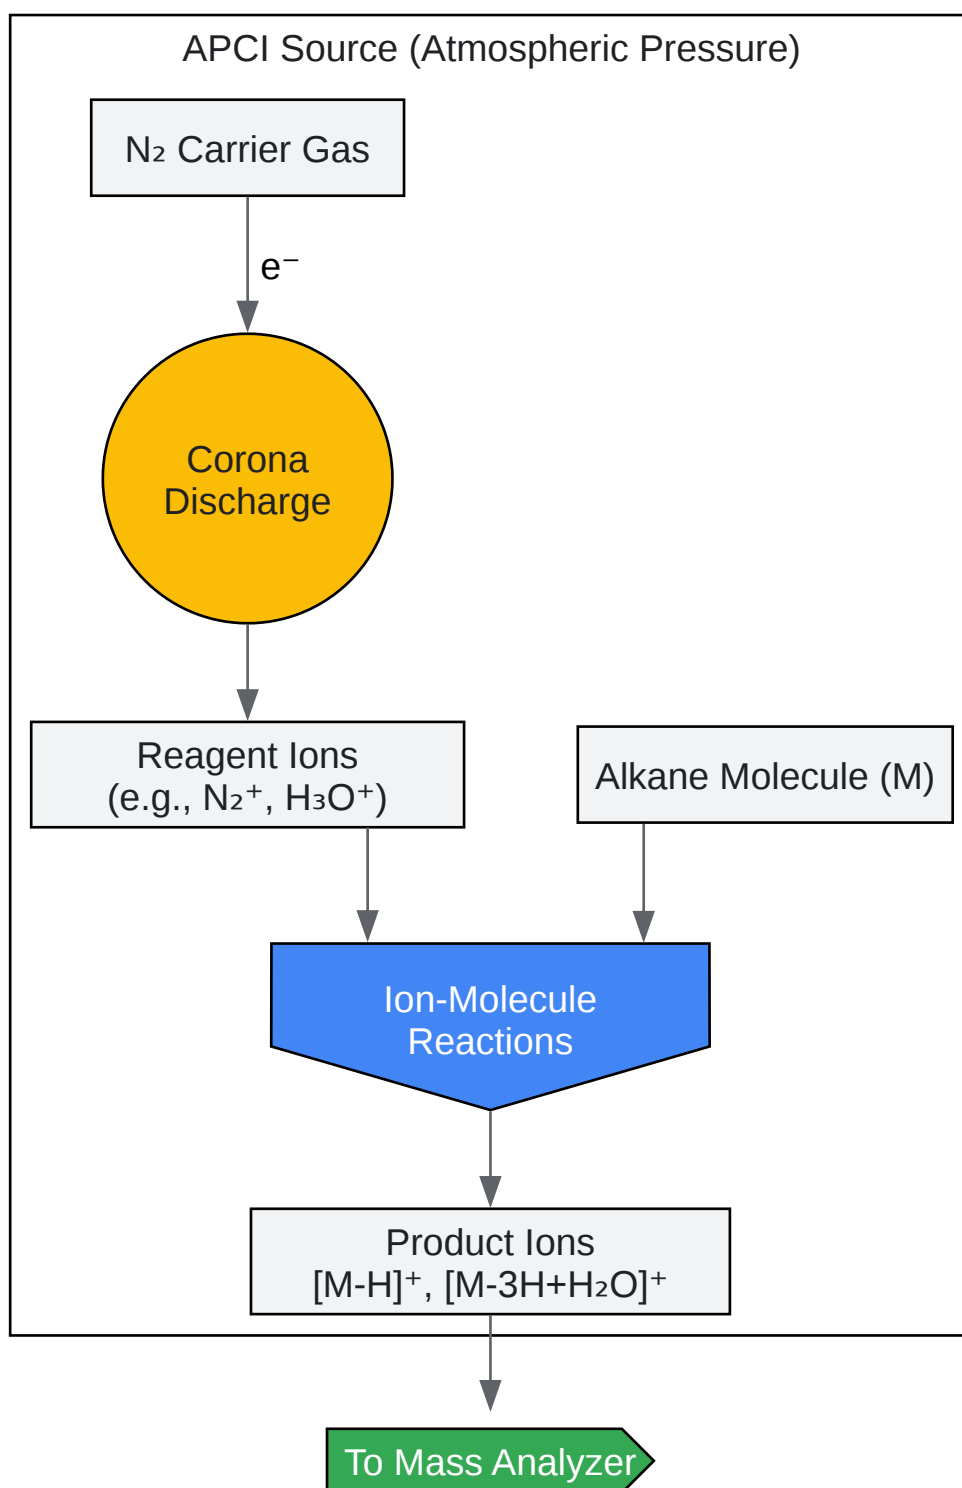 APCI Source (Atmospheric Pressure)
N₂ Carrier Gas
e⁻
Corona
Discharge
Reagent Ions
(e.g., N₂⁺, H₃O⁺)
Alkane Molecule (M)
Ion-Molecule
Reactions
Product Ions
[M-H]⁺, [M-3H+H₂O]⁺
To Mass Analyzer